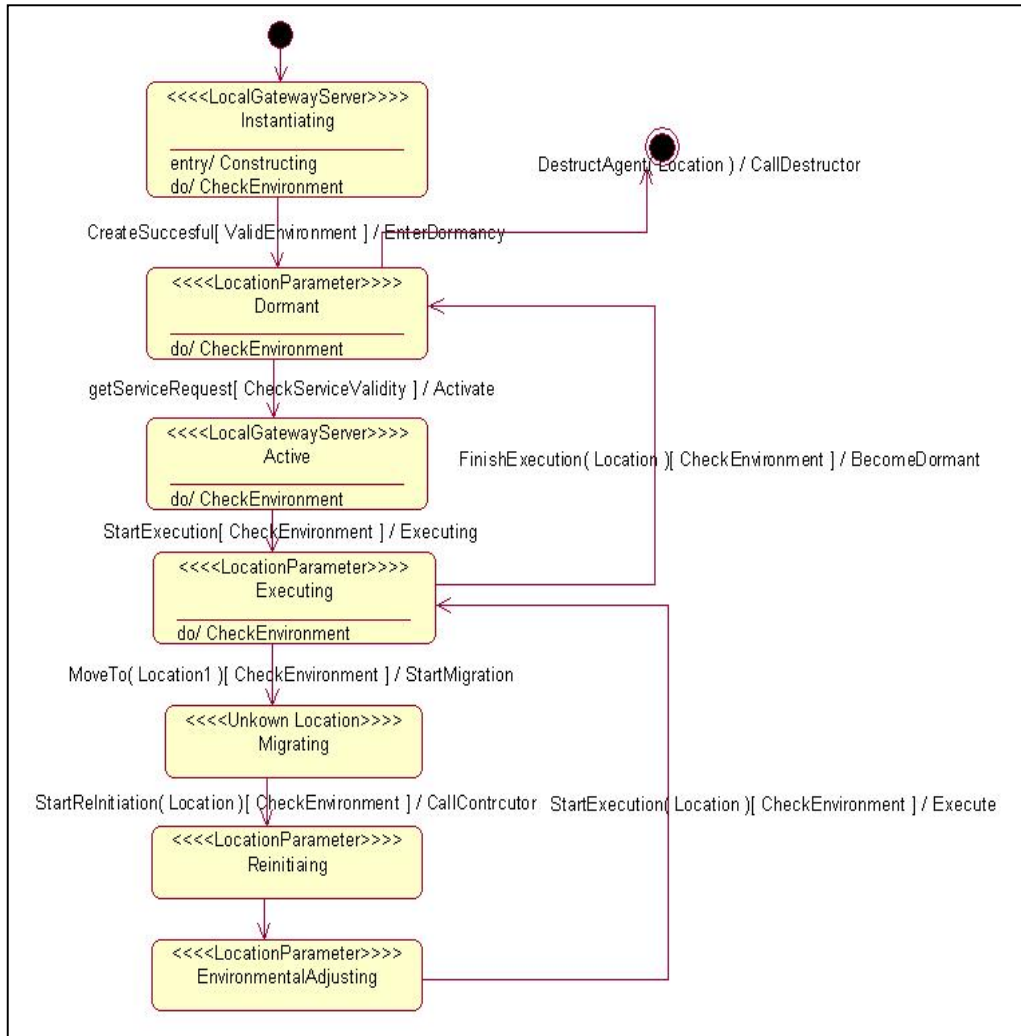 <<<<LocalGatewayServer>>>>
Instantiating
entry/ Constructing
do/ CheckEnvironment
DestructAgent( Location ) / CallDestructor
CreateSuccesful[ ValidEnvironment ] / EnterDormancy
<<<<LocationParameter>>>>
Dormant
do/ CheckEnvironment
getServiceRequest[ CheckServiceValidity ] / Activate
<<<<LocalGatewayServer>>>>
Active
do/ CheckEnvironment
FinishExecution( Location )[ CheckEnvironment ] / BecomeDormant
StartExecution[ CheckEnvironment ] / Executing
<<<<LocationParameter>>>>
Executing
do/ CheckEnvironment
MoveTo( Location1 )[ CheckEnvironment ] / StartMigration
<<<<Unkown Location>>>>
Migrating
StartReInitiation( Location )[ CheckEnvironment ] / CallContrcutor
StartExecution( Location )[ CheckEnvironment ] / Execute
<<<<LocationParameter>>>>
Reinitiaing
<<<<LocationParameter>>>>
EnvironmentalAdjusting